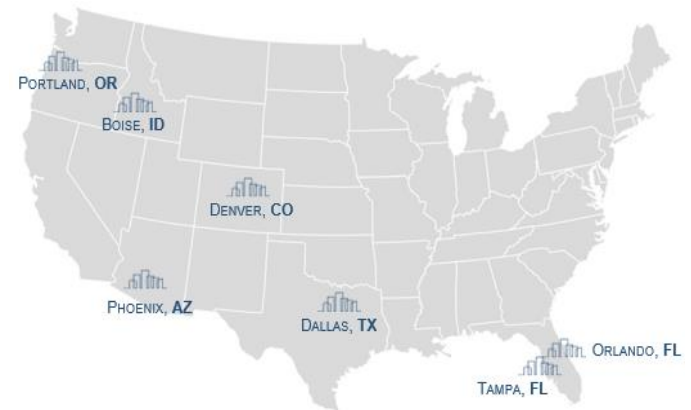 PORTLAND, OR
BOISE, ID
DENVER, CO
PHOENIX, AZ
DALLAS, TX
ORLANDO, FL
TAMPA, FL